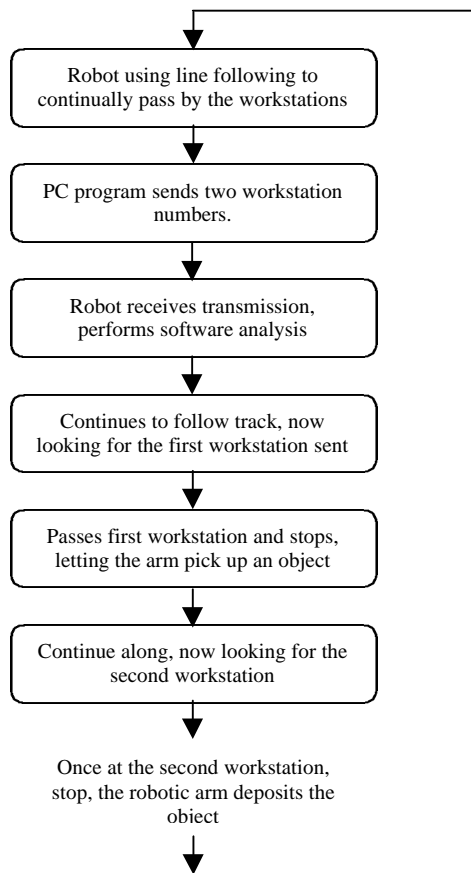 Robot using line following to
continually pass by the workstations
PC program sends two workstation
numbers.
Robot receives transmission,
performs software analysis
Continues to follow track, now
looking for the first workstation sent
Passes first workstation and stops,
letting the arm pick up an object
Continue along, now looking for the
second workstation
Once at the second workstation,
stop, the robotic arm deposits the
object